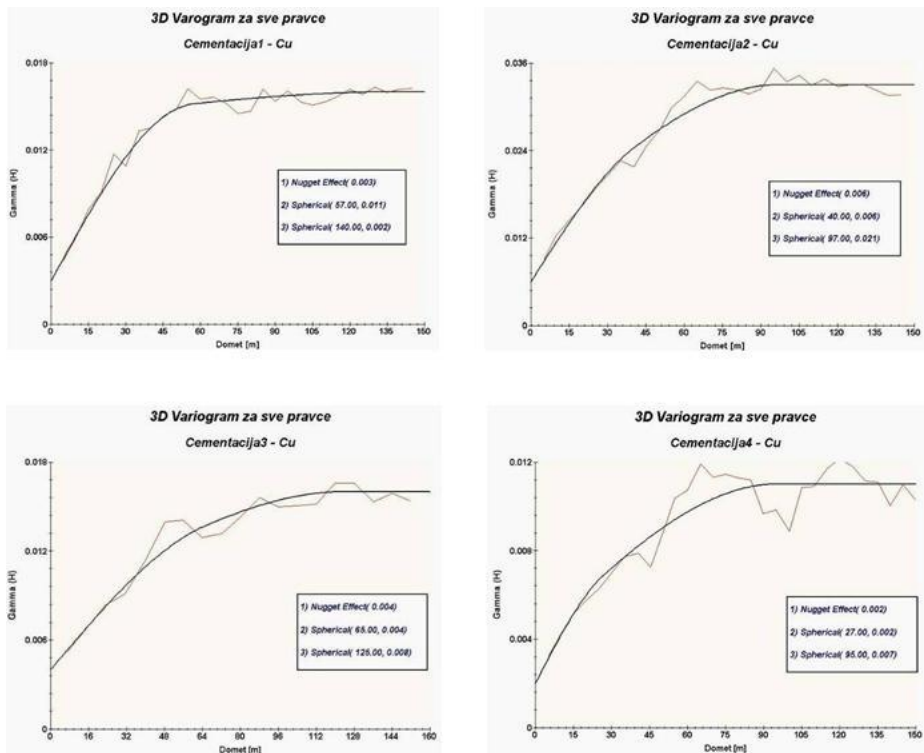 3D Varogram za sve pravce
Cementacija1 - Cu
0.018
0.012
0.006
0
Gamma (H)
0 15 30 45 60 75 90 105 120 135 150
Domet [m]
1) Nugget Effect( 0.003)
2) Spherical( 57.00, 0.011)
3) Spherical( 140.00, 0.002)
3D Variogram za sve pravce
Cementacija2 - Cu
0.036
0.024
0.012
0
Gamma (H)
0 15 30 45 60 75 90 105 120 135 150
Domet [m]
1) Nugget Effect( 0.006)
2) Spherical( 40.00, 0.006)
3) Spherical( 97.00, 0.021)
3D Variogram za sve pravce
Cementacija3 - Cu
0.018
0.012
0.006
0
Gamma (H)
0 16 32 48 64 80 96 112 128 144 160
Domet [m]
1) Nugget Effect( 0.004)
2) Spherical( 65.00, 0.004)
3) Spherical( 125.00, 0.008)
3D Variogram za sve pravce
Cementacija4 - Cu
0.012
0.008
0.004
0
Gamma (H)
0 15 30 45 60 75 90 105 120 135 150
Domet [m]
1) Nugget Effect( 0.002)
2) Spherical( 27.00, 0.002)
3) Spherical( 95.00, 0.007)